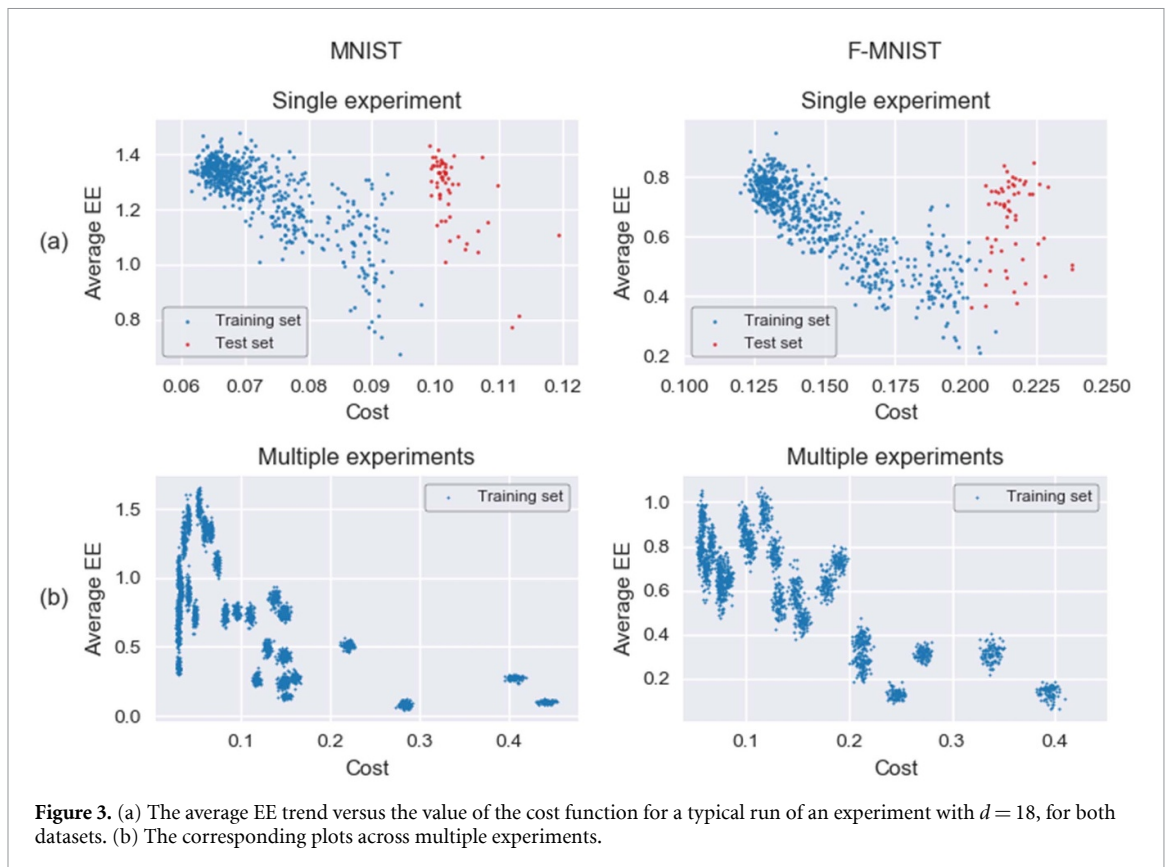 MNIST
F-MNIST
Single experiment
Single experiment
(a)
Average EE
1.4
1.2
1.0
0.8
Training set
Test set
0.06 0.07 0.08 0.09 0.10 0.11 0.12
Cost
Average EE
0.8
0.6
0.4
0.2
Training set
Test set
0.100 0.125 0.150 0.175 0.200 0.225 0.250
Cost
Multiple experiments
Multiple experiments
(b)
Average EE
1.5
1.0
0.5
0.0
Training set
0.1 0.2 0.3 0.4
Cost
Average EE
1.0
0.8
0.6
0.4
0.2
Training set
0.1 0.2 0.3 0.4
Cost
Figure 3. (a) The average EE trend versus the value of the cost function for a typical run of an experiment with d = 18, for both
datasets. (b) The corresponding plots across multiple experiments.